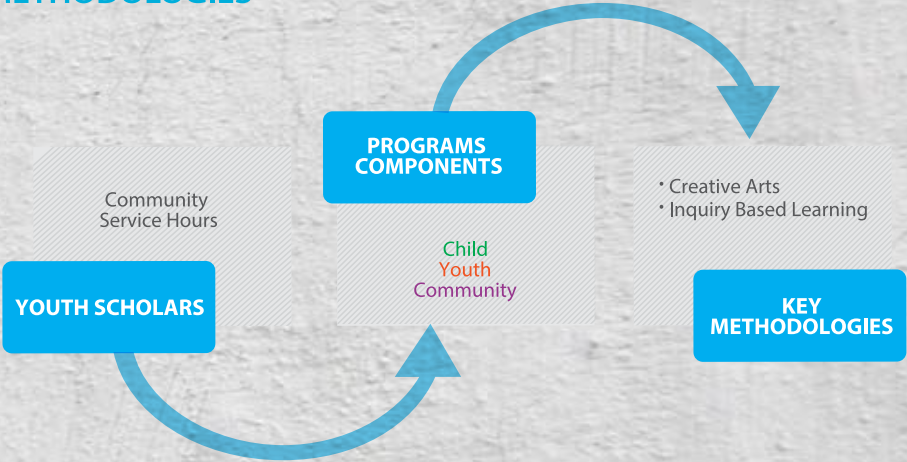 PROGRAMS
COMPONENTS
Community
Service Hours
• Creative Arts
• Inquiry Based Learning
Child
Youth
Community
YOUTH SCHOLARS
KEY
METHODOLOGIES